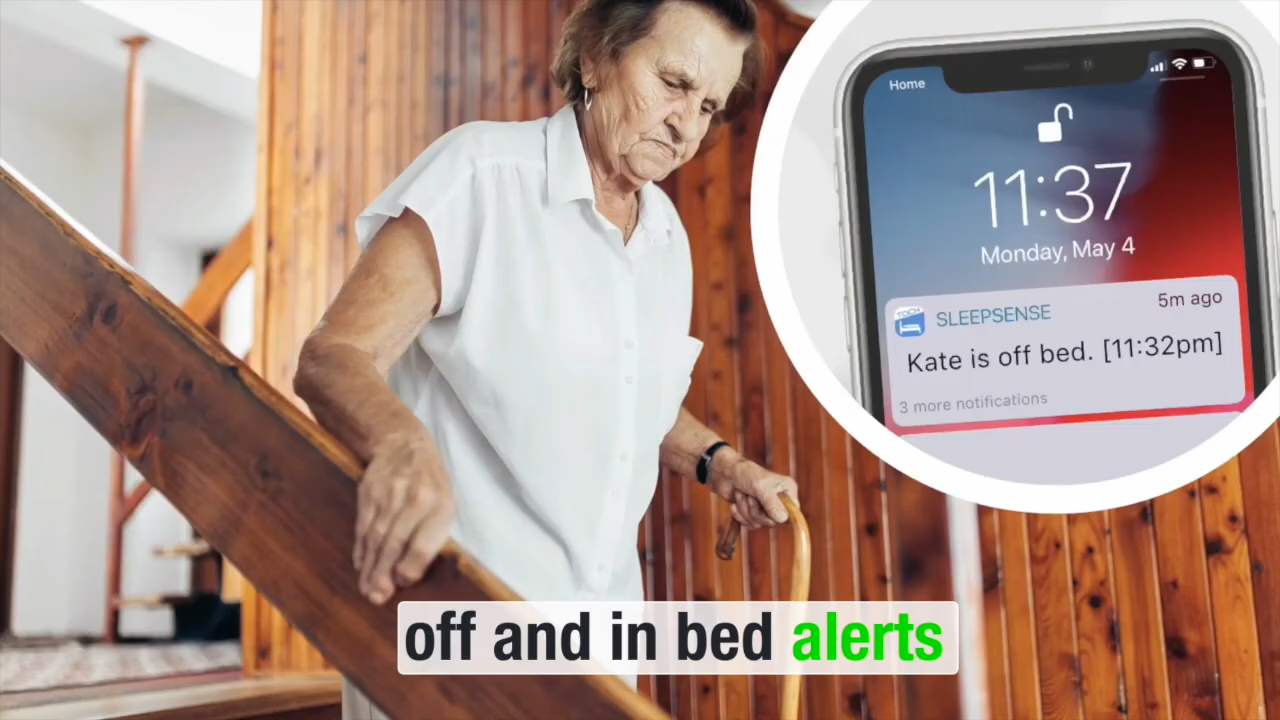 Home
11:37
Monday, May 4
SLEEPSENSE
5m ago
Kate is off bed. [11:32pm]
3 more notifications
off and in bed alerts